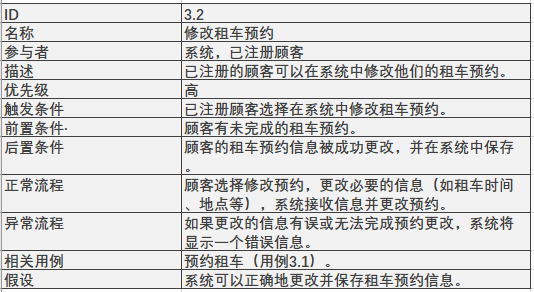 ID 3.2
名称 修改租车预约
参与者 系统，已注册顾客
描述 已注册的顾客可以在系统中修改他们的租车预约。
优先级 高
触发条件 已注册顾客选择在系统中修改租车预约。
前置条件· 顾客有未完成的租车预约。
后置条件 顾客的租车预约信息被成功更改，并在系统中保存
。
正常流程 顾客选择修改预约，更改必要的信息（如租车时间
、地点等），系统接收信息并更改预约。
异常流程 如果更改的信息有误或无法完成预约更改，系统将
显示一个错误信息。
相关用例 预约租车（用例3.1）。
假设 系统可以正确地更改并保存租车预约信息。